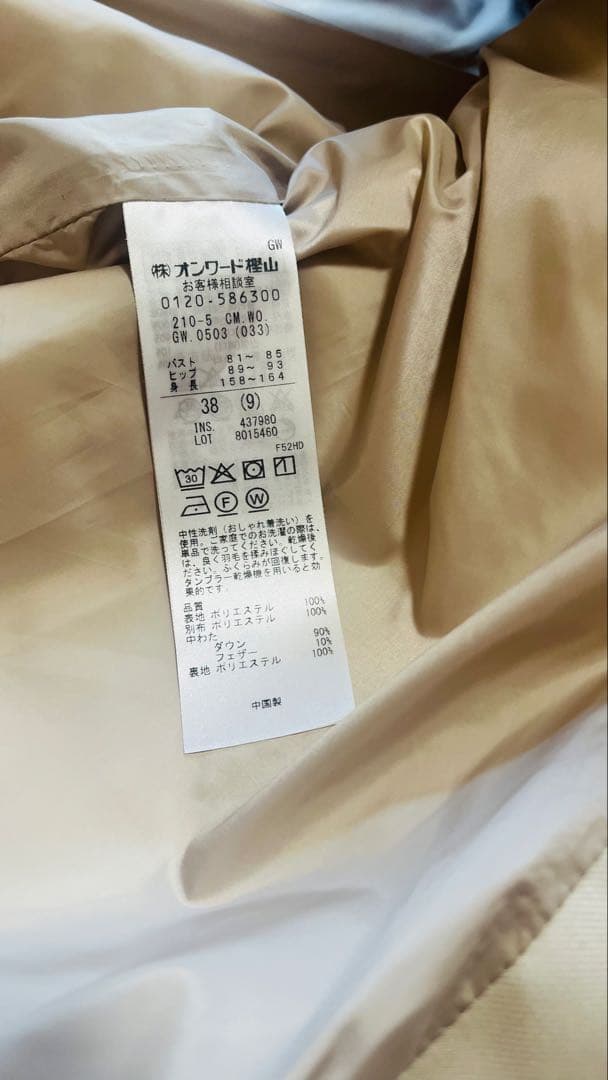 GW
(株)オンワード樫山
お客様相談室
0120-586300
210-5 CM.WO.
GW.0503(033)
バスト 81~ 85
ヒップ 89~ 93
身 長 158~164
38 (9)
INS. 437980
LOT 8015460
F52HD
30
F W
中性洗剤(おしゃれ着洗い)を
使用。ご家庭でのお洗濯の際は、
単品で洗ってください。乾燥後
は、良く羽毛を揉みほぐしてく
ださい。ふくらみが回復します。
タンブラー乾燥機を用いると効
果的です。
品質
表地 ポリエステル 100%
別布 ポリエステル 100%
中わた
ダウン 90%
フェザー 10%
裏地 ポリエステル 100%
中国製